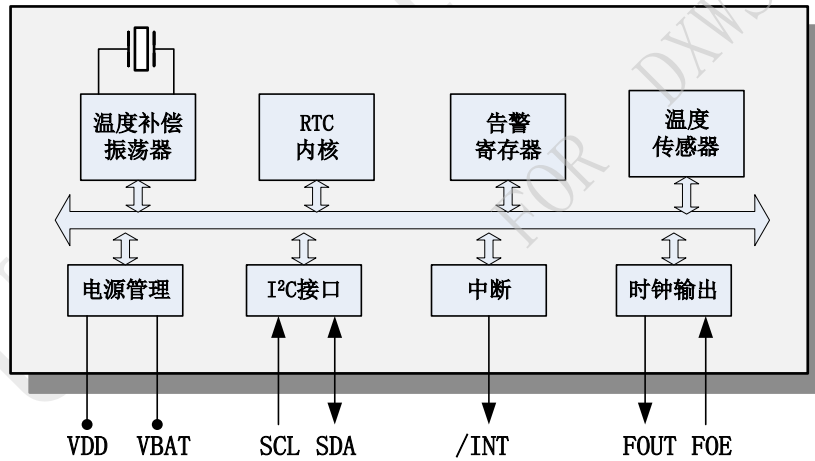 温度补偿
振荡器
RTC
内核
告警
寄存器
温度
传感器
电源管理
I²C接口
中断
时钟输出
VDD VBAT SCL SDA /INT FOUT FOE
FOR DXWS